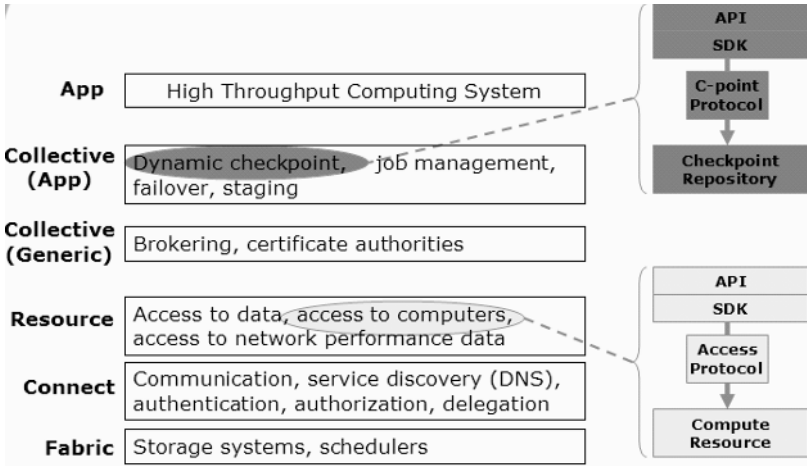 App
High Throughput Computing System
Collective
(App)
Dynamic checkpoint, job management,
failover, staging
Collective
(Generic)
Brokering, certificate authorities
Resource
Access to data, access to computers,
access to network performance data
Connect
Communication, service discovery (DNS),
authentication, authorization, delegation
Fabric
Storage systems, schedulers
API
SDK
C-point
Protocol
Checkpoint
Repository
API
SDK
Access
Protocol
Compute
Resource